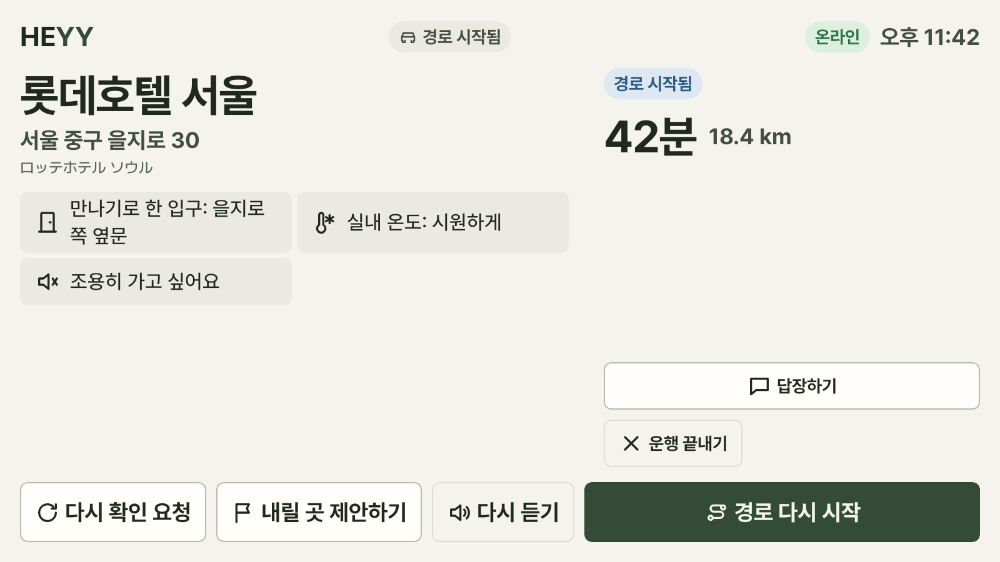 HEYY
경로 시작됨
온라인
오후 11:42
롯데호텔 서울
서울 중구 을지로 30
ロッテホテル ソウル
만나기로 한 입구: 을지로
쪽 옆문
실내 온도: 시원하게
조용히 가고 싶어요
경로 시작됨
42분 18.4 km
답장하기
운행 끝내기
다시 확인 요청
내릴 곳 제안하기
다시 듣기
경로 다시 시작